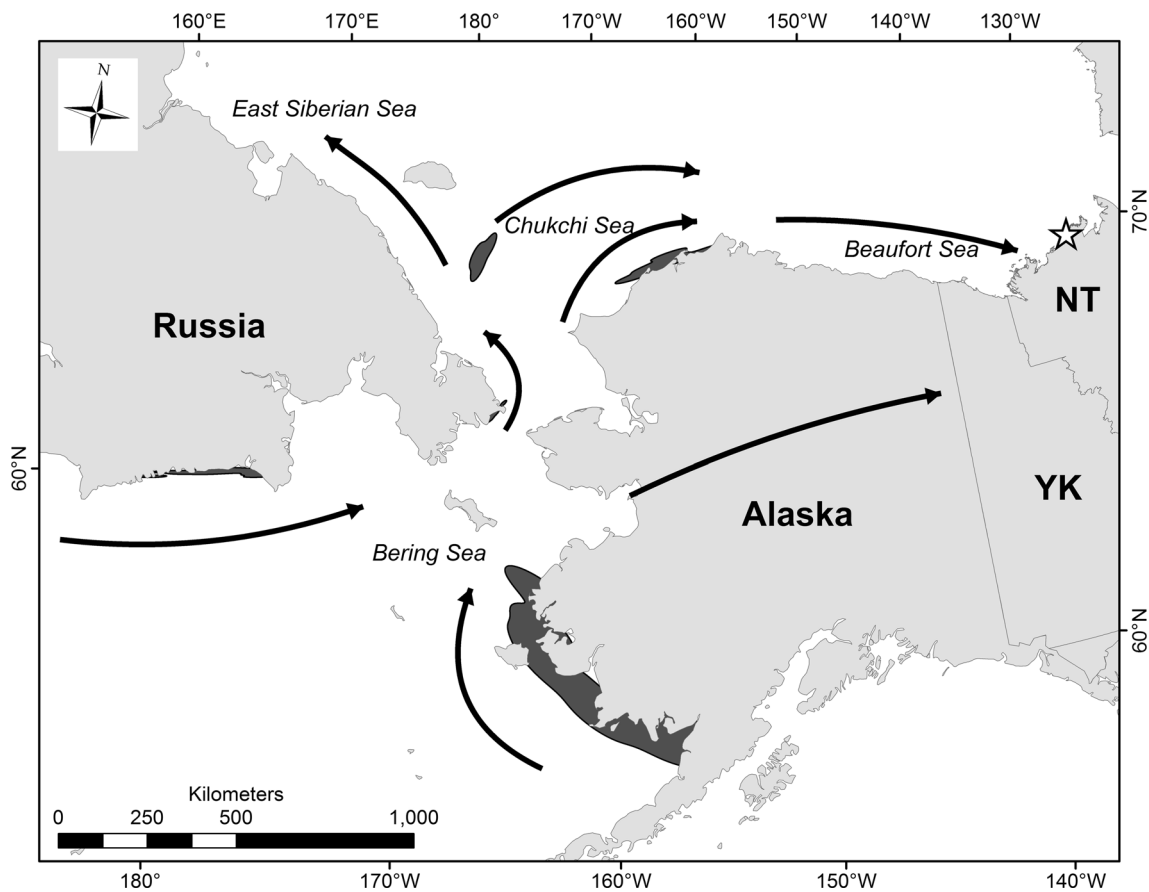 160°E 170°E 180° 170°W 160°W 150°W 140°W 130°W
N
East Siberian Sea
70°N
Chukchi Sea
Beaufort Sea
NT
Russia
60°N
YK
Alaska
Bering Sea
60°N
Kilometers
0 250 500 1,000
180° 170°W 160°W 150°W 140°W